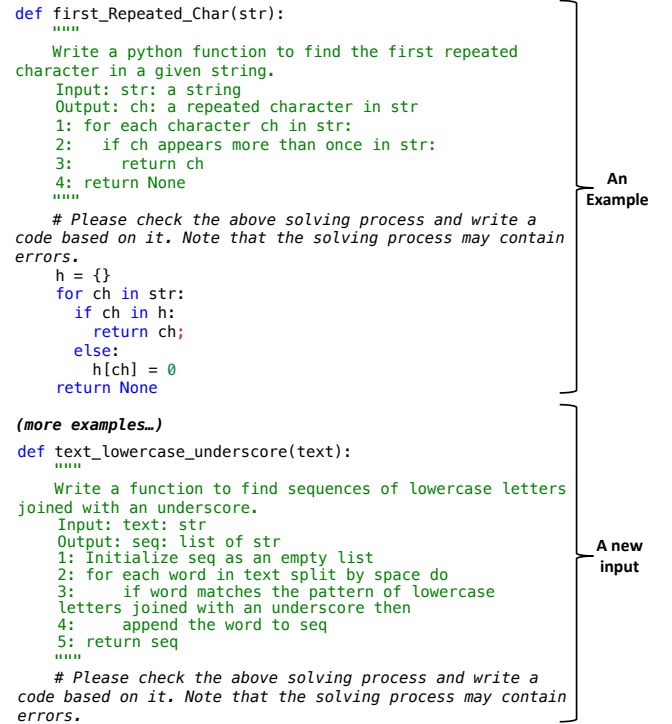 def first_Repeated_Char(str):
"""
Write a python function to find the first repeated
character in a given string.
Input: str: a string
Output: ch: a repeated character in str
1: for each character ch in str:
2: if ch appears more than once in str:
3: return ch
4: return None
"""
# Please check the above solving process and write a
code based on it. Note that the solving process may contain
errors.
h = {}
for ch in str:
if ch in h:
return ch;
else:
h[ch] = 0
return None
An
Example
(more examples…)
def text_lowercase_underscore(text):
"""
Write a function to find sequences of lowercase letters
joined with an underscore.
Input: text: str
Output: seq: list of str
1: Initialize seq as an empty list
2: for each word in text split by space do
3: if word matches the pattern of lowercase
letters joined with an underscore then
4: append the word to seq
5: return seq
"""
# Please check the above solving process and write a
code based on it. Note that the solving process may contain
errors.
A new
input